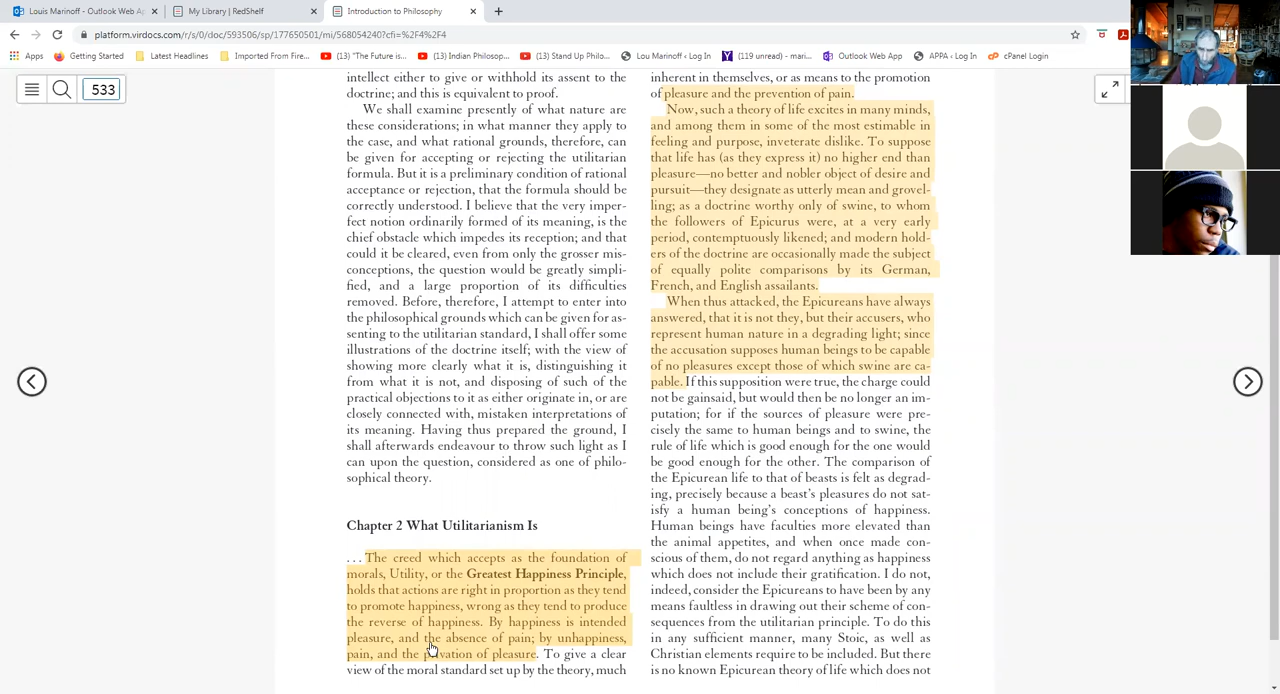 Louis Marinoff - Outlook Web Ap
My Library | RedShelf
Introduction to Philosophy
platform.virdocs.com/r/s/0/doc/593506/sp/177650501/mi/568054240?cfi=%2F4%2F4
Apps
Getting Started
Latest Headlines
Imported From Fire...
(13) "The Future is...
(13) Indian Philosop...
(13) Stand Up Philo...
Lou Marinoff ‹ Log In
(119 unread) - mari...
Outlook Web App
APPA ‹ Log In
cPanel Login
533
intellect either to give or withhold its assent to the
doctrine; and this is equivalent to proof.
We shall examine presently of what nature are
these considerations; in what manner they apply to
the case, and what rational grounds, therefore, can
be given for accepting or rejecting the utilitarian
formula. But it is a preliminary condition of rational
acceptance or rejection, that the formula should be
correctly understood. I believe that the very imper-
fect notion ordinarily formed of its meaning, is the
chief obstacle which impedes its reception; and that
could it be cleared, even from only the grosser mis-
conceptions, the question would be greatly simpli-
fied, and a large proportion of its difficulties
removed. Before, therefore, I attempt to enter into
the philosophical grounds which can be given for as-
senting to the utilitarian standard, I shall offer some
illustrations of the doctrine itself; with the view of
showing more clearly what it is, distinguishing it
from what it is not, and disposing of such of the
practical objections to it as either originate in, or are
closely connected with, mistaken interpretations of
its meaning. Having thus prepared the ground, I
shall afterwards endeavour to throw such light as I
can upon the question, considered as one of philo-
sophical theory.
Chapter 2 What Utilitarianism Is
. . . The creed which accepts as the foundation of
morals, Utility, or the Greatest Happiness Principle,
holds that actions are right in proportion as they tend
to promote happiness, wrong as they tend to produce
the reverse of happiness. By happiness is intended
pleasure, and the absence of pain; by unhappiness,
pain, and the privation of pleasure. To give a clear
view of the moral standard set up by the theory, much
inherent in themselves, or as means to the promotion
of pleasure and the prevention of pain.
Now, such a theory of life excites in many minds,
and among them in some of the most estimable in
feeling and purpose, inveterate dislike. To suppose
that life has (as they express it) no higher end than
pleasure—no better and nobler object of desire and
pursuit—they designate as utterly mean and grovel-
ling; as a doctrine worthy only of swine, to whom
the followers of Epicurus were, at a very early
period, contemptuously likened; and modern hold-
ers of the doctrine are occasionally made the subject
of equally polite comparisons by its German,
French, and English assailants.
When thus attacked, the Epicureans have always
answered, that it is not they, but their accusers, who
represent human nature in a degrading light; since
the accusation supposes human beings to be capable
of no pleasures except those of which swine are ca-
pable. If this supposition were true, the charge could
not be gainsaid, but would then be no longer an im-
putation; for if the sources of pleasure were pre-
cisely the same to human beings and to swine, the
rule of life which is good enough for the one would
be good enough for the other. The comparison of
the Epicurean life to that of beasts is felt as degrad-
ing, precisely because a beast's pleasures do not sat-
isfy a human being's conceptions of happiness.
Human beings have faculties more elevated than
the animal appetites, and when once made con-
scious of them, do not regard anything as happiness
which does not include their gratification. I do not,
indeed, consider the Epicureans to have been by any
means faultless in drawing out their scheme of con-
sequences from the utilitarian principle. To do this
in any sufficient manner, many Stoic, as well as
Christian elements require to be included. But there
is no known Epicurean theory of life which does not